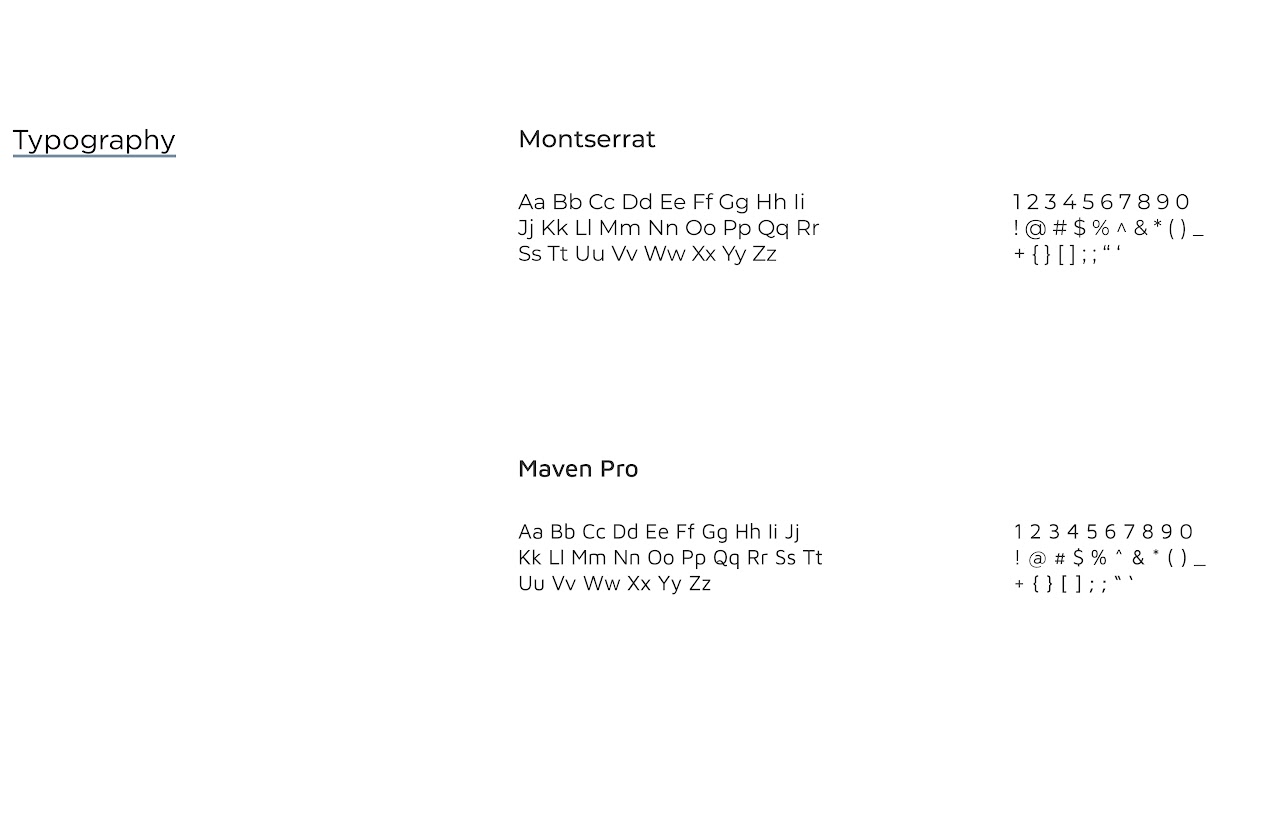 Typography
Montserrat
Aa Bb Cc Dd Ee Ff Gg Hh Ii
Jj Kk Ll Mm Nn Oo Pp Qq Rr
Ss Tt Uu Vv Ww Xx Yy Zz
1 2 3 4 5 6 7 8 9 0
! @ # $ % ^ & * ( ) _
+ { } [ ] ; ; “ ‘
Maven Pro
Aa Bb Cc Dd Ee Ff Gg Hh Ii Jj
Kk Ll Mm Nn Oo Pp Qq Rr Ss Tt
Uu Vv Ww Xx Yy Zz
1 2 3 4 5 6 7 8 9 0
! @ # $ % ^ & * ( ) _
+ { } [ ] ; ; “ ‘